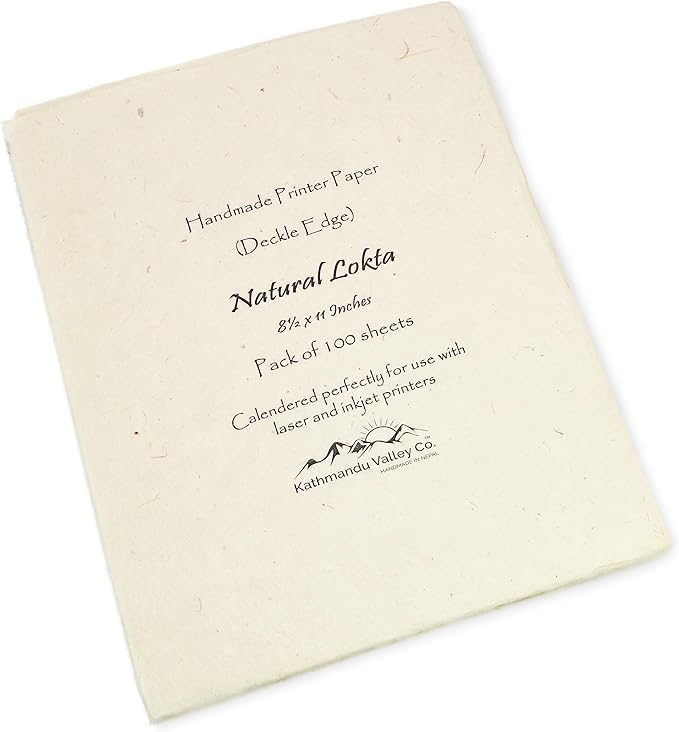 Handmade Printer Paper
(Deckle Edge)
Natural Lokta
8½ x 11 Inches
Pack of 100 sheets
Calendered perfectly for use with
laser and inkjet printers
Kathmandu Valley Co.™
HANDMADE IN NEPAL